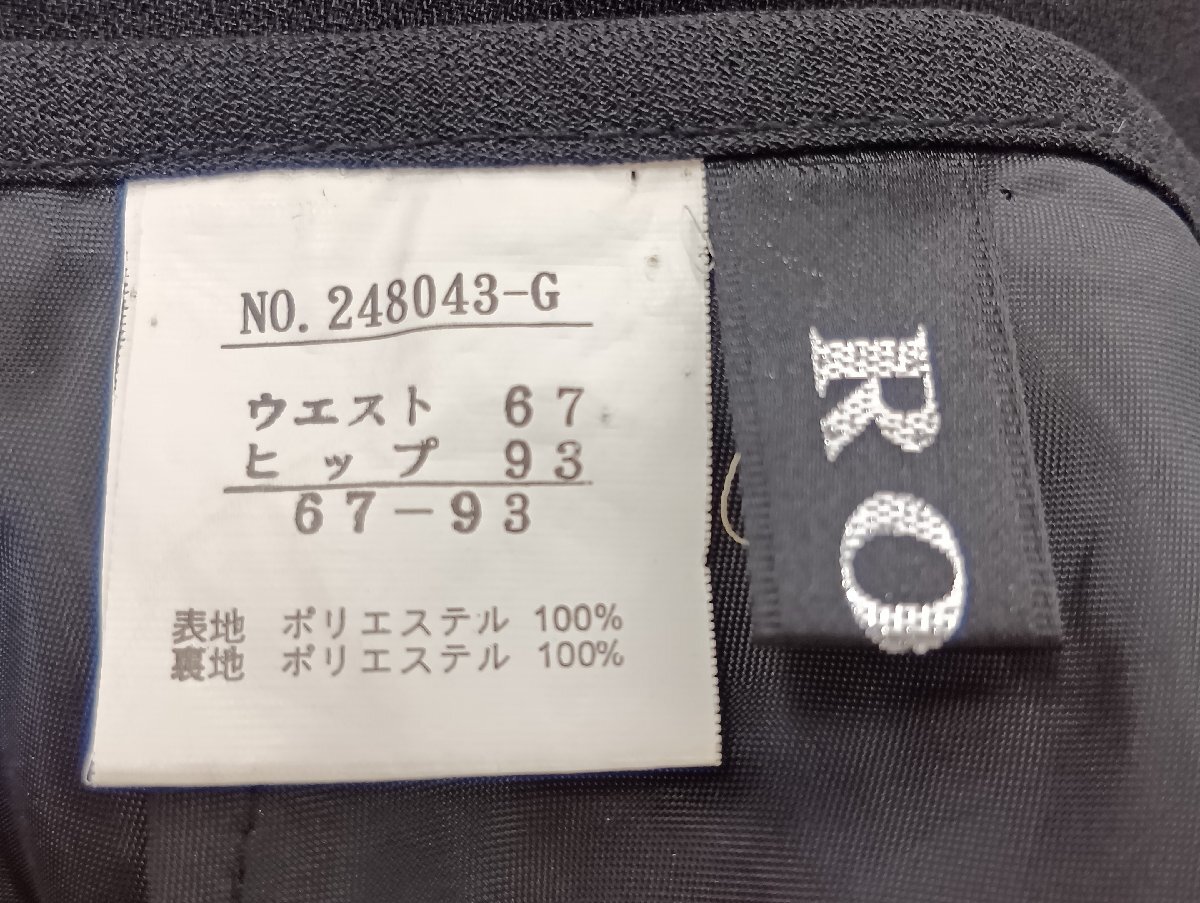 NO.248043-G
ウエスト 67
ヒップ 93
67-93
表地 ポリエステル 100%
裏地 ポリエステル 100%
RO